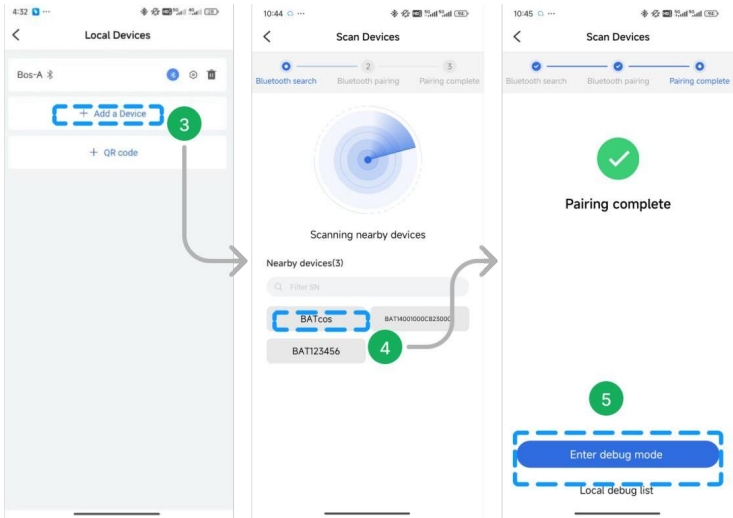 4:32
Local Devices
Bos-A
+ Add a Device
3
+ QR code
10:44
Scan Devices
2
3
Bluetooth search
Bluetooth pairing
Pairing complete
Scanning nearby devices
Nearby devices(3)
Filter SN
BATcos
BAT14001000C823000
BAT123456
4
10:45
Scan Devices
Bluetooth search
Bluetooth pairing
Pairing complete
Pairing complete
5
Enter debug mode
Local debug list